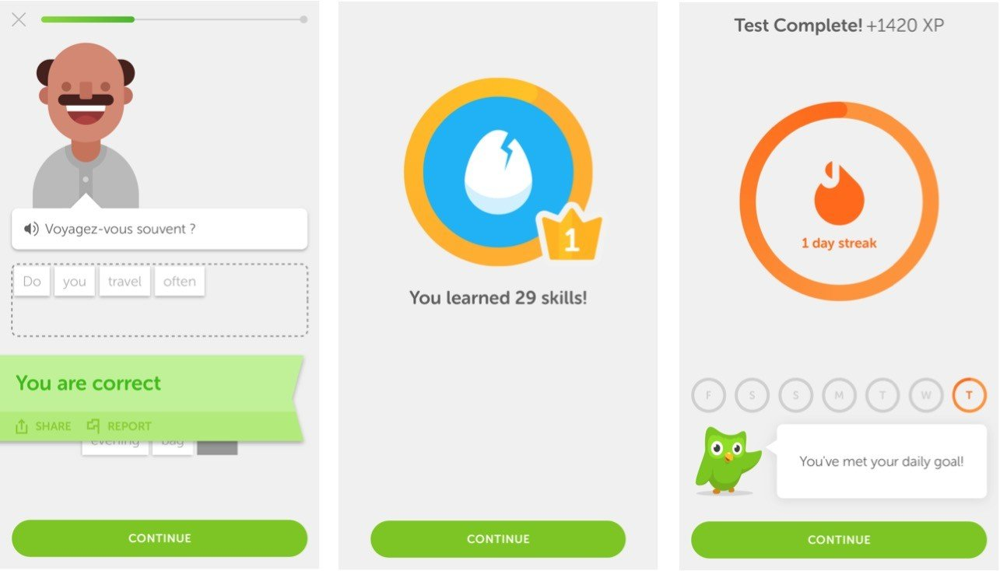 Voyagez-vous souvent ?
Do you travel often
You are correct
SHARE REPORT
evening bag
CONTINUE
1
You learned 29 skills!
CONTINUE
Test Complete! +1420 XP
1 day streak
F S S M T W T
You've met your daily goal!
CONTINUE